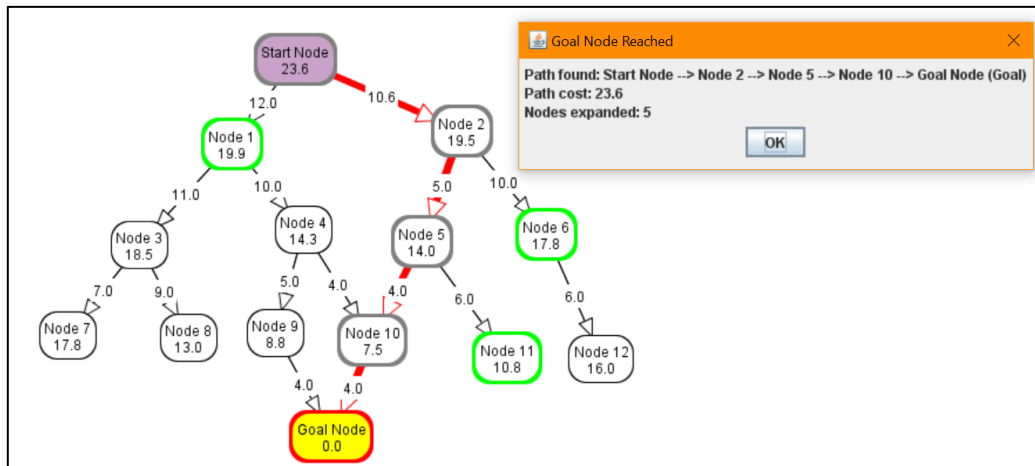 Goal Node Reached
Path found: Start Node --> Node 2 --> Node 5 --> Node 10 --> Goal Node (Goal)
Path cost: 23.6
Nodes expanded: 5
OK
Start Node
23.6
12.0
10.6
Node 1
19.9
Node 2
19.5
11.0
10.0
5.0
10.0
Node 3
18.5
Node 4
14.3
Node 5
14.0
Node 6
17.8
7.0
9.0
5.0
4.0
4.0
6.0
6.0
Node 7
17.8
Node 8
13.0
Node 9
8.8
Node 10
7.5
Node 11
10.8
Node 12
16.0
4.0
4.0
Goal Node
0.0